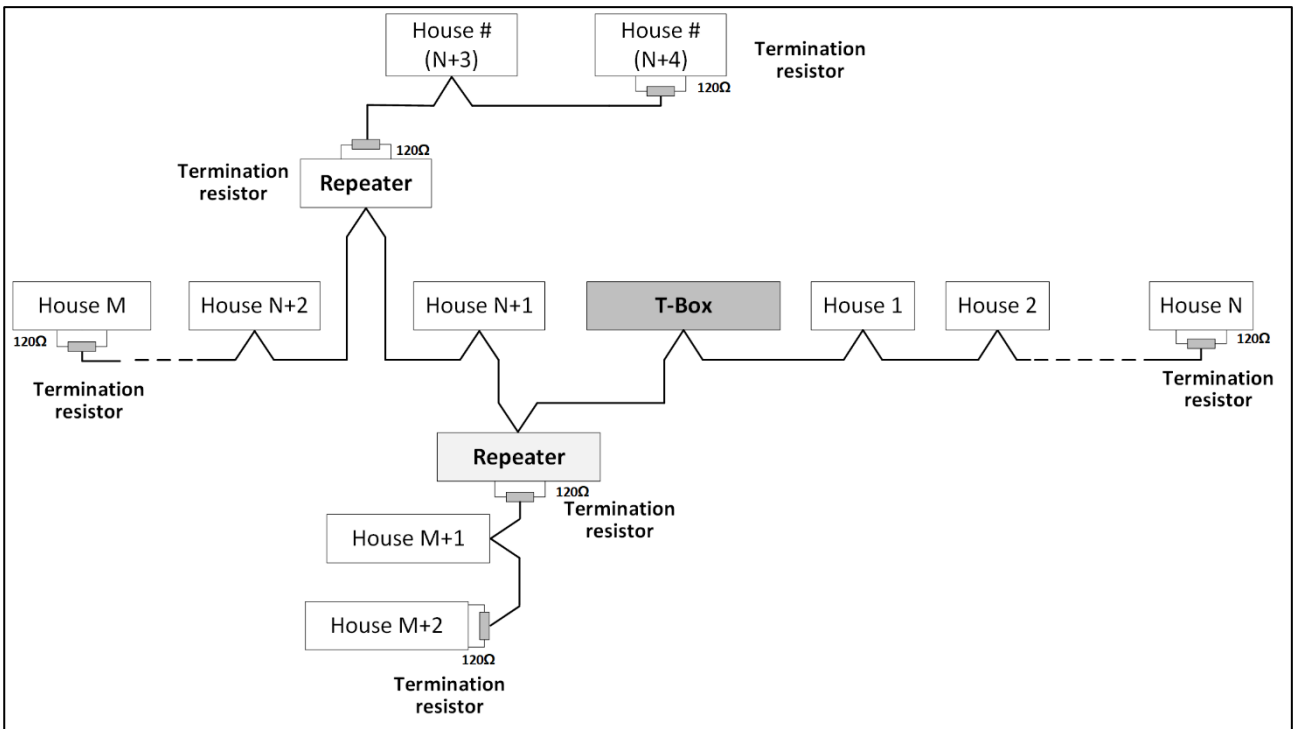 House #
(N+3)
House #
(N+4)
Termination
resistor
120Ω
120Ω
Termination
resistor
Repeater
House M
House N+2
House N+1
T-Box
House 1
House 2
House N
120Ω
120Ω
Termination
resistor
Termination
resistor
Repeater
120Ω
Termination
resistor
House M+1
House M+2
120Ω
Termination
resistor